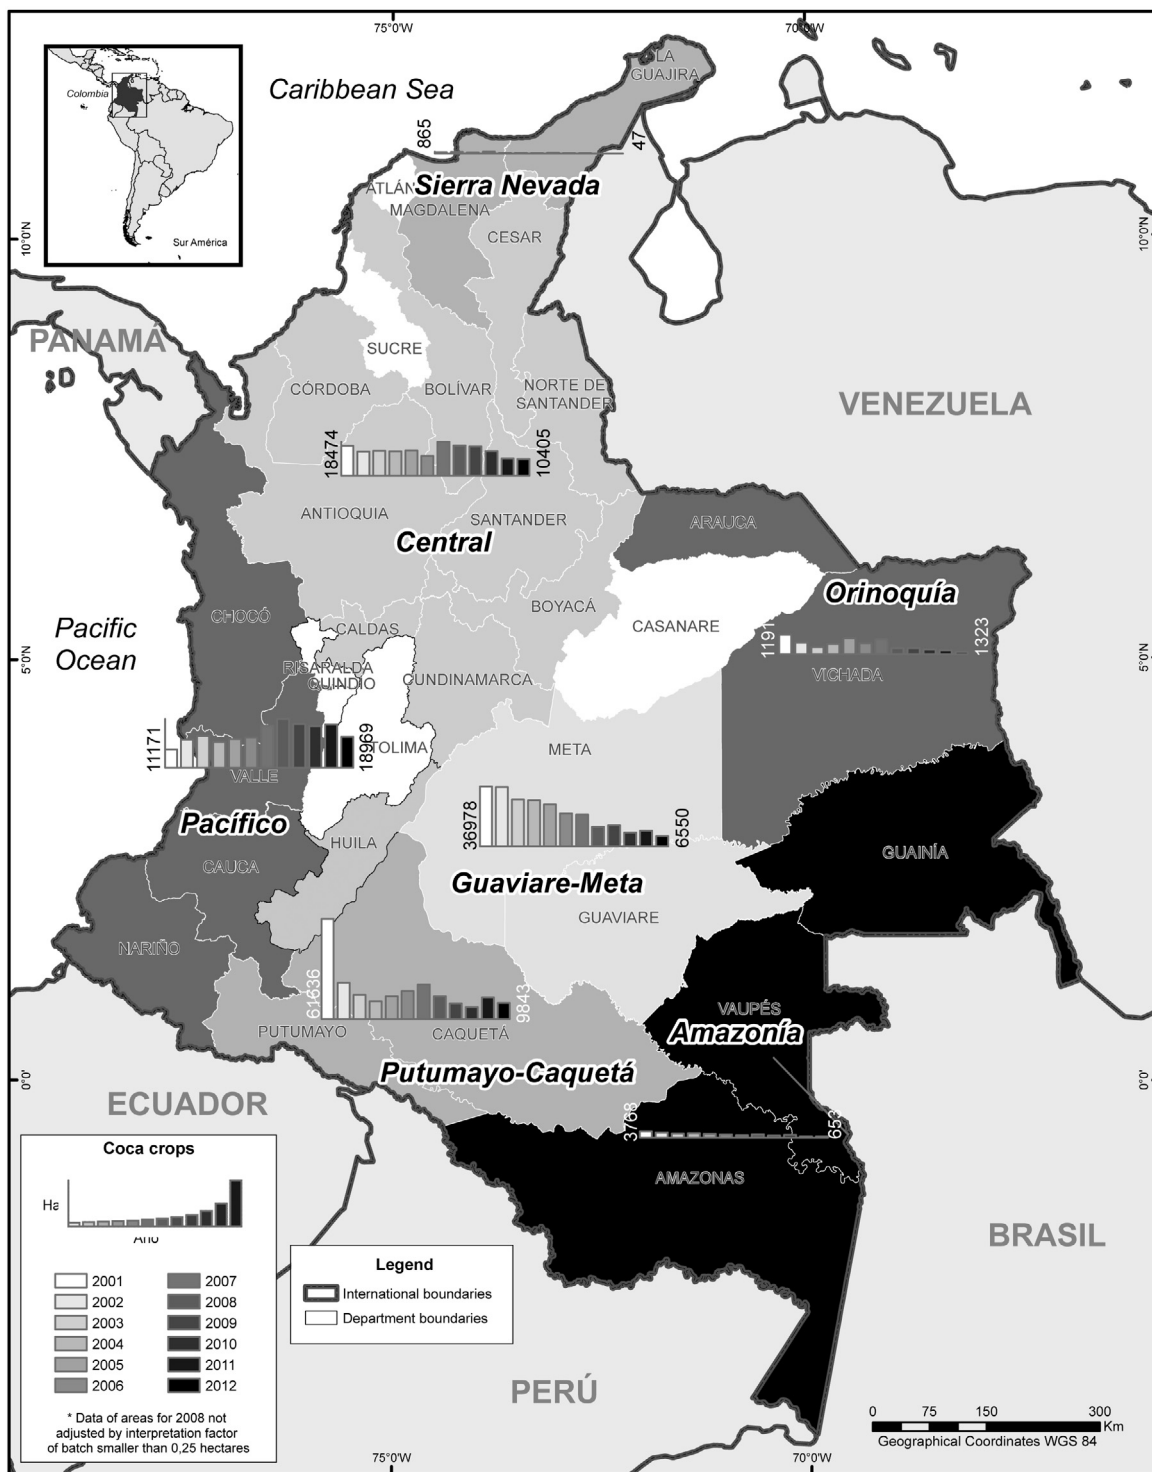 75°0'W
70°0'W
Colombia
Sur América
Caribbean Sea
LA
GUAJIRA
865
47
Sierra Nevada
MAGDALENA
CESAR
10°0'N
10°0'N
PANAMÁ
SUCRE
CÓRDOBA
BOLÍVAR
NORTE DE
SANTANDER
VENEZUELA
18474
10405
ANTIOQUIA
SANTANDER
ARAUCA
Central
Orinoquía
BOYACÁ
CHOCÓ
CALDAS
CASANARE
Pacific
Ocean
1323
5°0'N
5°0'N
RISARALDA
QUINDÍO
CUNDINAMARCA
VICHADA
11171
18969
TOLIMA
META
VALLE
Pacífico
36978
6550
HUILA
CAUCA
GUAINÍA
Guaviare-Meta
GUAVIARE
NARIÑO
61636
9843
PUTUMAYO
CAQUETÁ
VAUPÉS
Amazonía
Putumayo-Caquetá
0°0'
0°0'
ECUADOR
3768
653
AMAZONAS
BRASIL
PERÚ
Coca crops
2001
2002
2003
2004
2005
2006
2007
2008
2009
2010
2011
2012
* Data of areas for 2008 not
adjusted by interpretation factor
of batch smaller than 0,25 hectares
Legend
International boundaries
Department boundaries
0 75 150 300
Km
Geographical Coordinates WGS 84
75°0'W
70°0'W